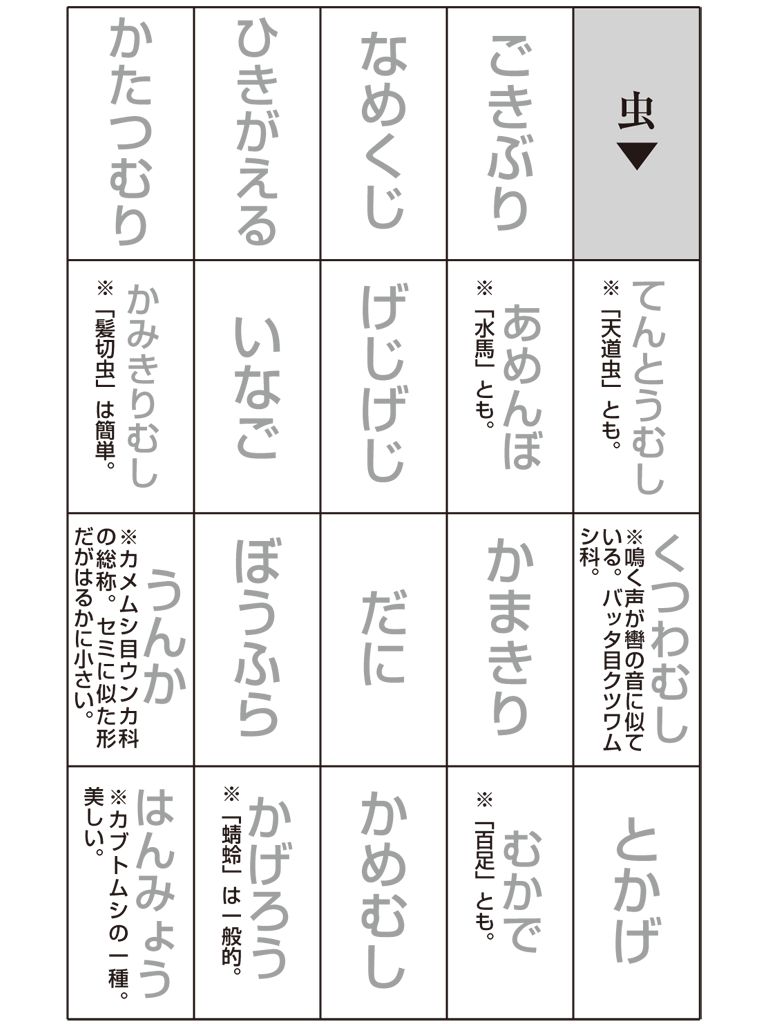 虫▼
てんとうむし
※「天道虫」とも。
くつわむし
※鳴く声が轡の音に似て
いる。バッタ目クツワム
シ科。
とかげ
ごきぶり
あめんぼ
※「水馬」とも。
かまきり
むかで
※「百足」とも。
なめくじ
げじげじ
だに
かめむし
ひきがえる
いなご
ぼうふら
かげろう
※「蜻蛉」は一般的。
かたつむり
かみきりむし
※「髪切虫」は簡単。
うんか
※カメムシ目ウンカ科
の総称。セミに似た形
だがはるかに小さい。
はんみょう
※カブトムシの一種。
美しい。